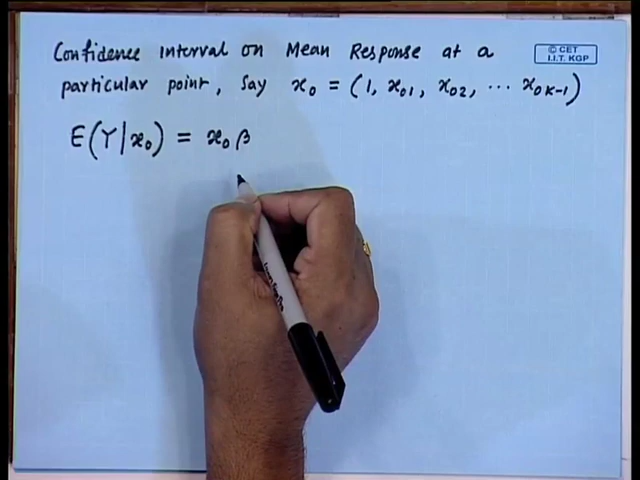 Confidence interval on Mean Response at a
© CET
I.I.T. KGP
particular point, Say x₀ = (1, x₀₁, x₀₂, ... x₀ₖ₋₁)
E(Y|x₀) = x₀β